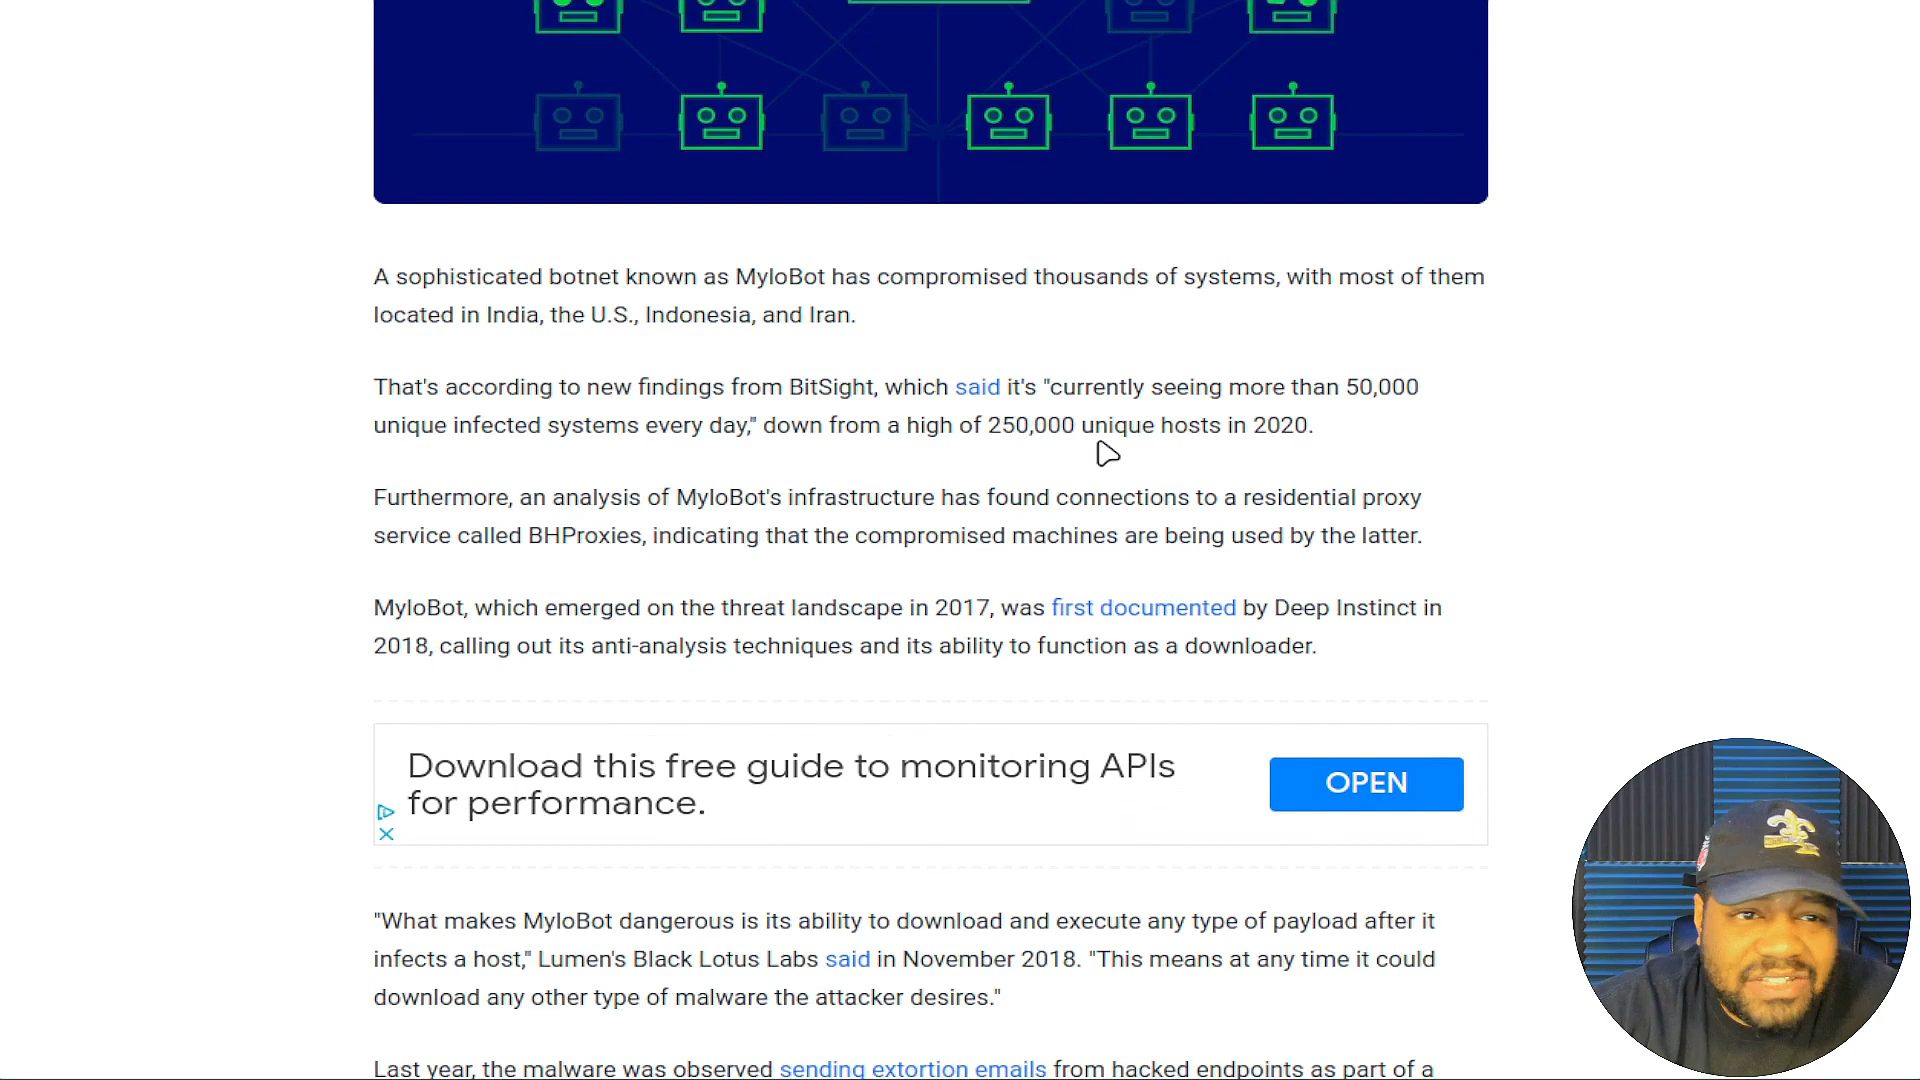 A sophisticated botnet known as MyloBot has compromised thousands of systems, with most of them
located in India, the U.S., Indonesia, and Iran.
That's according to new findings from BitSight, which said it's "currently seeing more than 50,000
unique infected systems every day," down from a high of 250,000 unique hosts in 2020.
Furthermore, an analysis of MyloBot's infrastructure has found connections to a residential proxy
service called BHProxies, indicating that the compromised machines are being used by the latter.
MyloBot, which emerged on the threat landscape in 2017, was first documented by Deep Instinct in
2018, calling out its anti-analysis techniques and its ability to function as a downloader.
Download this free guide to monitoring APIs
for performance.
OPEN
"What makes MyloBot dangerous is its ability to download and execute any type of payload after it
infects a host," Lumen's Black Lotus Labs said in November 2018. "This means at any time it could
download any other type of malware the attacker desires."
Last year, the malware was observed sending extortion emails from hacked endpoints as part of a